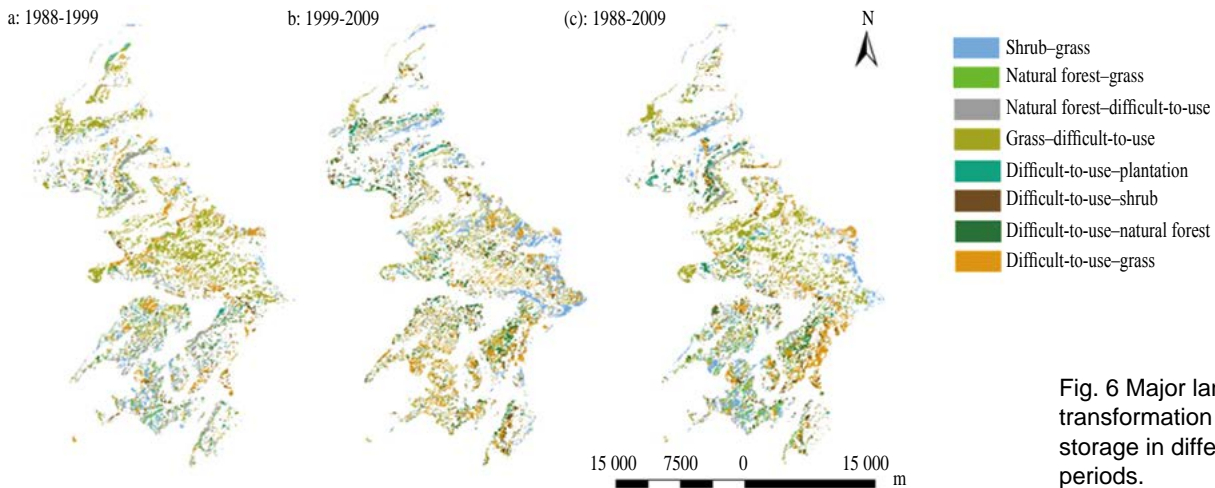 a: 1988-1999
b: 1999-2009
(c): 1988-2009
N
Shrub–grass
Natural forest–grass
Natural forest–difficult-to-use
Grass–difficult-to-use
Difficult-to-use–plantation
Difficult-to-use–shrub
Difficult-to-use–natural forest
Difficult-to-use–grass
15 000 7500 0 15 000
m
Fig. 6 Major
transformation
storage in
periods.